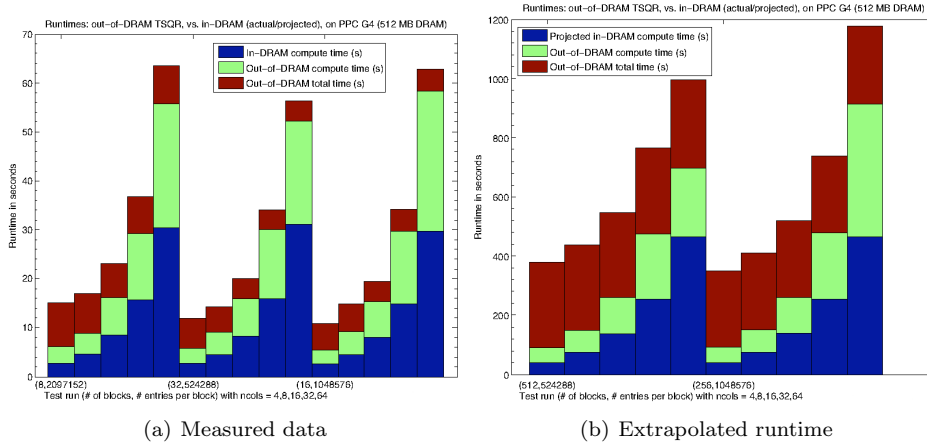 Runtimes: out-of-DRAM TSQR, vs. in-DRAM (actual/projected), on PPC G4 (512 MB DRAM)
70
60
50
40
30
20
10
0
Runtime in seconds
In-DRAM compute time (s)
Out-of-DRAM compute time (s)
Out-of-DRAM total time (s)
(8,2097152) (32,524288) (16,1048576)
Test run (# of blocks, # entries per block) with ncols = 4,8,16,32,64
(a) Measured data
Runtimes: out-of-DRAM TSQR, vs. in-DRAM (actual/projected), on PPC G4 (512 MB DRAM)
1200
1000
800
600
400
200
0
Runtime in seconds
Projected in-DRAM compute time (s)
Out-of-DRAM compute time (s)
Out-of-DRAM total time (s)
(512,524288) (256,1048576)
Test run (# of blocks, # entries per block) with ncols = 4,8,16,32,64
(b) Extrapolated runtime